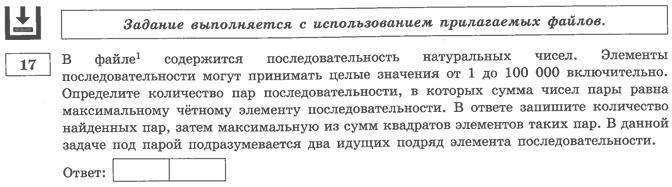 Задание выполняется с использованием прилагаемых файлов.
17
В файле¹ содержится последовательность натуральных чисел. Элементы
последовательности могут принимать целые значения от 1 до 100 000 включительно.
Определите количество пар последовательности, в которых сумма чисел пары равна
максимальному чётному элементу последовательности. В ответе запишите количество
найденных пар, затем максимальную из сумм квадратов элементов таких пар. В данной
задаче под парой подразумевается два идущих подряд элемента последовательности.
Ответ: